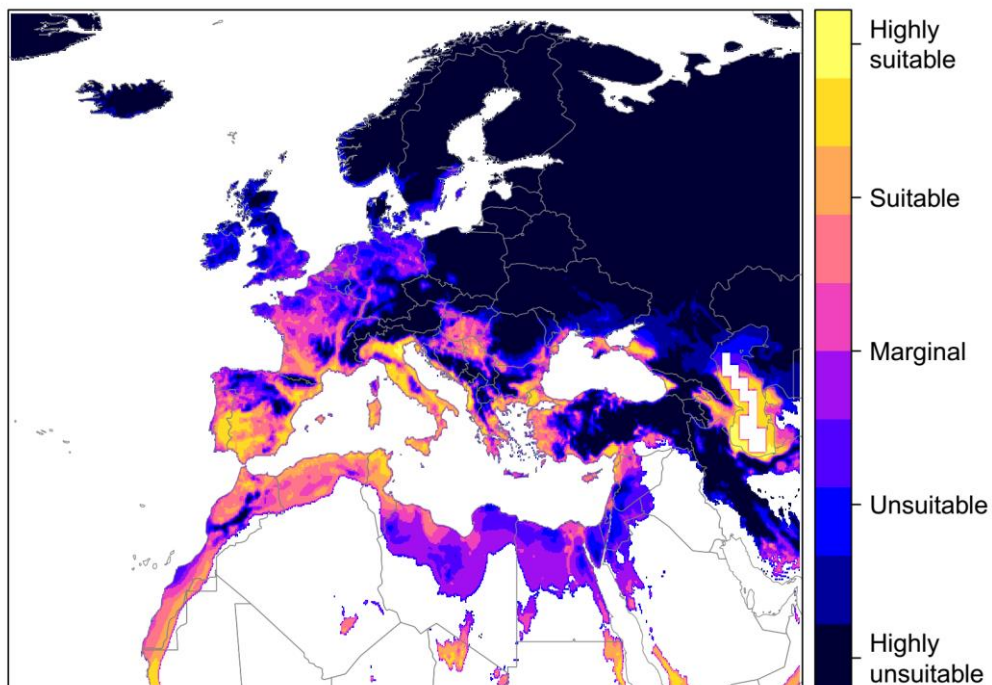 Highly
suitable
Suitable
Marginal
Unsuitable
Highly
unsuitable